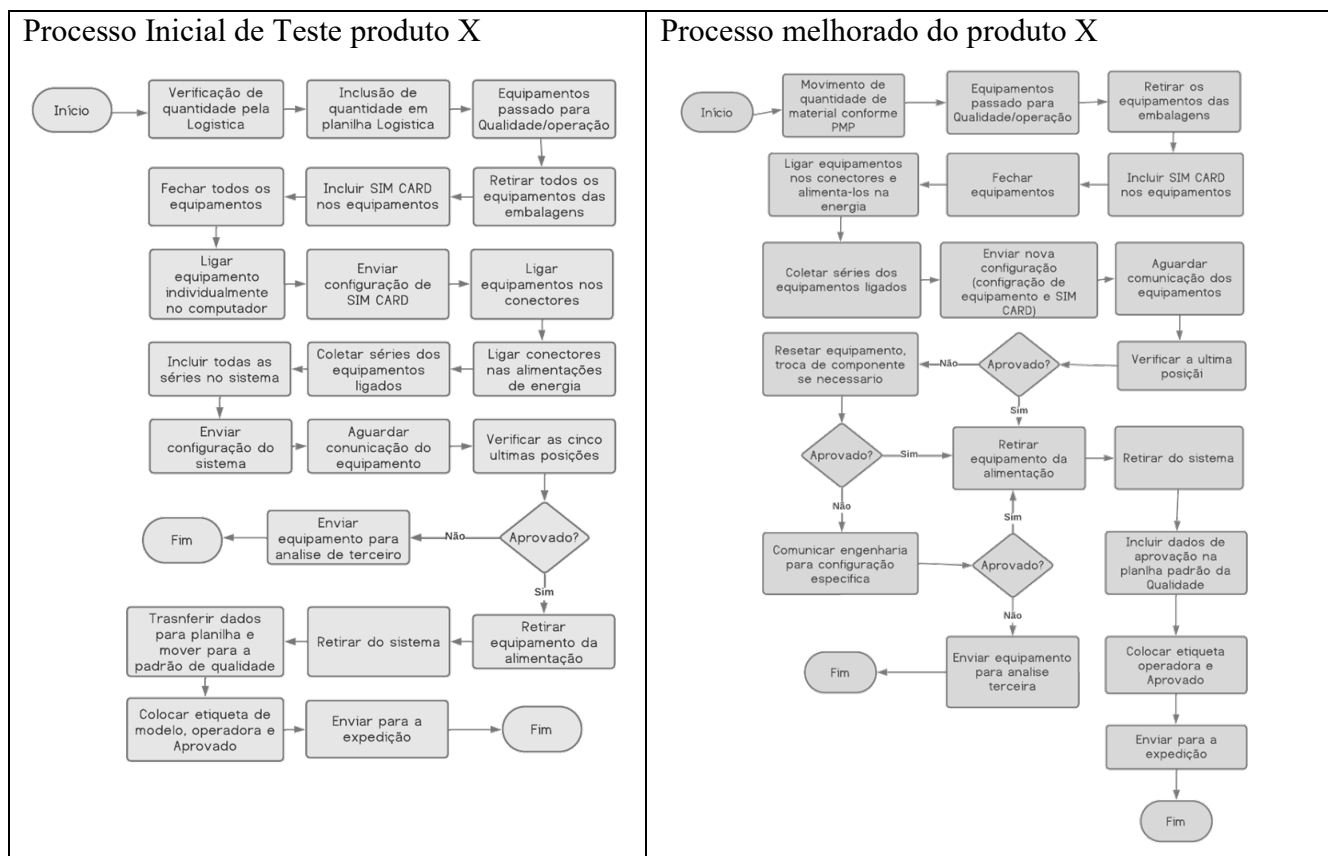 Processo Inicial de Teste produto X
Início
Verificação de
quantidade pela
Logistica
Inclusão de
quantidade em
planilha Logistica
Equipamentos
passado para
Qualidade/operação
Retirar todos os
equipamentos das
embalagens
Incluir SIM CARD
nos equipamentos
Fechar todos os
equipamentos
Ligar
equipamento
individualmente
no computador
Enviar
configuração de
SIM CARD
Ligar
equipamentos nos
conectores
Ligar conectores
nas alimentações
de energia
Coletar séries dos
equipamentos
ligados
Incluir todas as
séries no sistema
Enviar
configuração do
sistema
Aguardar
conunicação do
equipamento
Verificar as cinco
ultimas posições
Aprovado?
Não
Enviar
equipamento para
analise de terceiro
Fim
Sim
Retirar
equipamento da
alimentação
Retirar do sistema
Trasnferir dados
para planilha e
mover para a
padrão de qualidade
Colocar etiqueta de
modelo, operadora e
Aprovado
Enviar para a
expedição
Fim
Processo melhorado do produto X
Início
Movimento de
quantidade de
material conforme
PMP
Equipamentos
passado para
Qualidade/operação
Retirar os
equipamentos das
embalagens
Incluir SIM CARD
nos equipamentos
Fechar
equipamentos
Ligar equipamentos
nos conectores e
alimenta-los na
energia
Coletar séries dos
equipamentos ligados
Enviar nova
configuração
(configração de
equipamento e SIM
CARD)
Aguardar
comunicação dos
equipamentos
Verificar a ultima
posiçãi
Aprovado?
Não
Resetar equipamento,
troca de componente
se necessario
Sim
Aprovado?
Sim
Retirar
equipamento da
alimentação
Retirar do sistema
Não
Comunicar engenharia
para configuração
especifica
Sim
Aprovado?
Incluir dados de
aprovação na
planlha padrão da
Qualidade
Não
Enviar equipamento
para analise
terceira
Fim
Colocar etiqueta
operadora e
Aprovado
Enviar para a
expedição
Fim